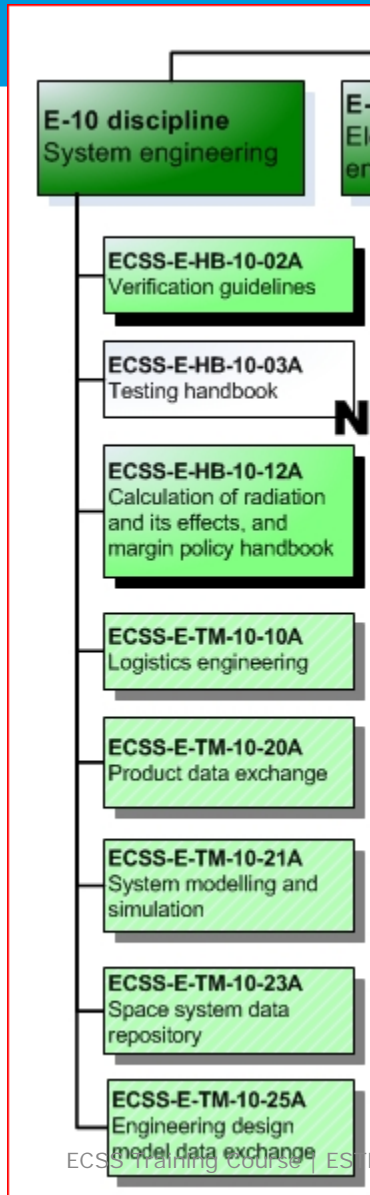 E-10 discipline
System engineering
E-
El
en
ECSS-E-HB-10-02A
Verification guidelines
ECSS-E-HB-10-03A
Testing handbook
N
ECSS-E-HB-10-12A
Calculation of radiation
and its effects, and
margin policy handbook
ECSS-E-TM-10-10A
Logistics engineering
ECSS-E-TM-10-20A
Product data exchange
ECSS-E-TM-10-21A
System modelling and
simulation
ECSS-E-TM-10-23A
Space system data
repository
ECSS-E-TM-10-25A
Engineering design
model data exchange
ECSS Training Course | EST